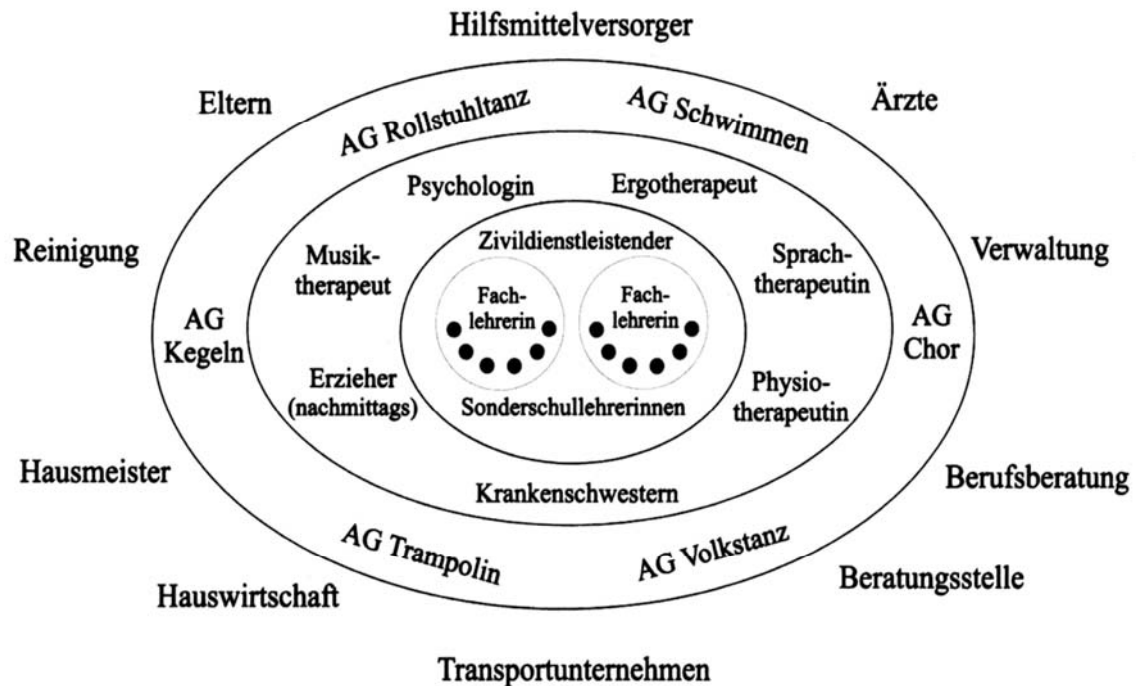 Hilfsmittelversorger
Eltern
Ärzte
AG Rollstuhltanz
AG Schwimmen
Psychologin
Ergotherapeut
Reinigung
Verwaltung
Zivildienstleistender
Musik-
therapeut
Sprach-
therapeutin
Fach-
lehrerin
Fach-
lehrerin
AG
Kegeln
AG
Chor
Erzieher
(nachmittags)
Physio-
therapeutin
Sonderschullehrerinnen
Hausmeister
Berufsberatung
Krankenschwestern
AG Trampolin
AG Volkstanz
Hauswirtschaft
Beratungsstelle
Transportunternehmen